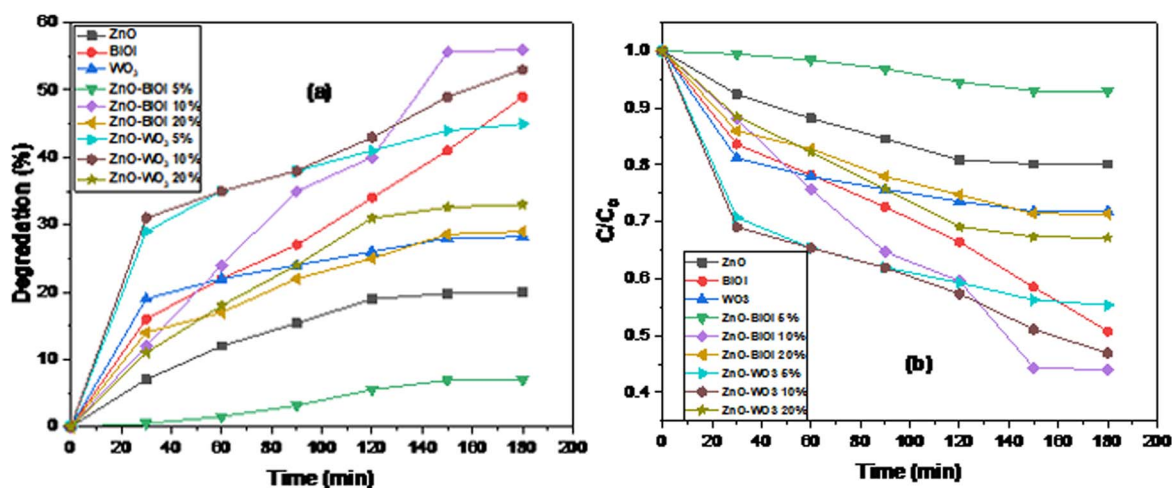 60
50
40
30
20
10
0
Degradation (%)
ZnO
BIOI
WO₃
ZnO-BIOI 5%
ZnO-BIOI 10%
ZnO-BIOI 20%
ZnO-WO₃ 5%
ZnO-WO₃ 10%
ZnO-WO₃ 20%
(a)
0 20 40 60 80 100 120 140 160 180 200
Time (min)
1.0
0.9
0.8
0.7
0.6
0.5
0.4
C/C₀
ZnO
BIOI
WO3
ZnO-BIOI 5%
ZnO-BIOI 10%
ZnO-BIOI 20%
ZnO-WO3 5%
ZnO-WO3 10%
ZnO-WO3 20%
(b)
0 20 40 60 80 100 120 140 160 180 200
Time (min)